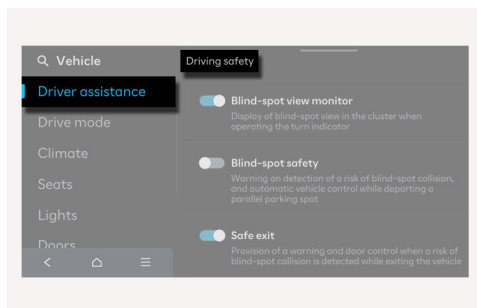 Vehicle
Driver assistance
Drive mode
Climate
Seats
Lights
Doors
Driving safety
Blind-spot view monitor
Display of blind-spot view in the cluster when
operating the turn indicator
Blind-spot safety
Warning on detection of a risk of blind-spot collision,
and automatic vehicle control while departing a
parallel parking spot
Safe exit
Provision of a warning and door control when a risk of
blind-spot collision is detected while exiting the vehicle